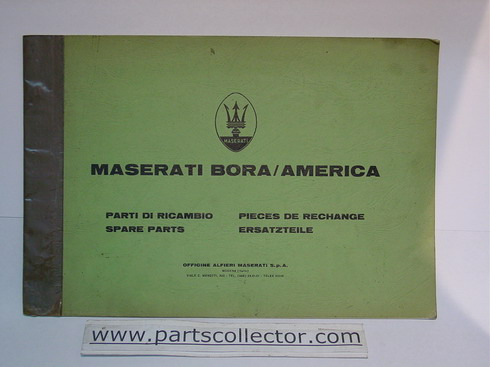 MASERATI
MASERATI BORA/AMERICA
PARTI DI RICAMBIO PIECES DE RECHANGE
SPARE PARTS ERSATZTEILE
OFFICINE ALFIERI MASERATI S.p.A.
www.partscollector.com